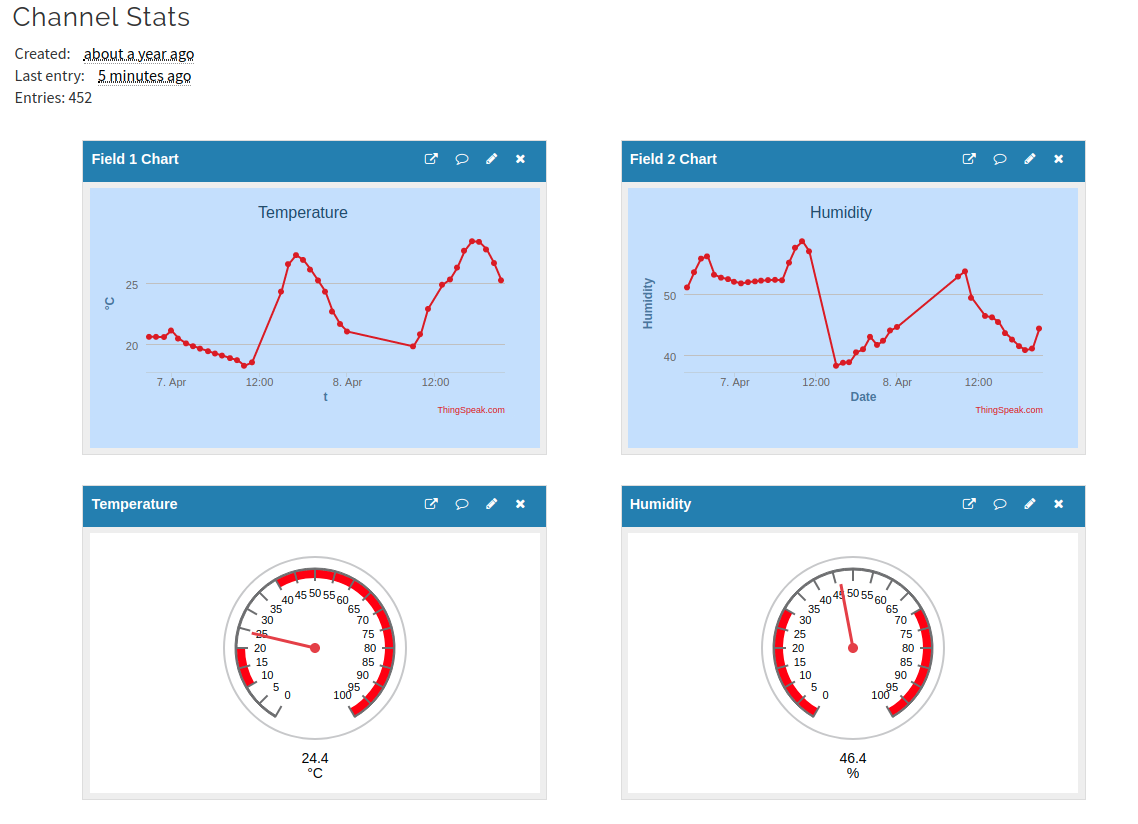 Channel Stats
Created: about a year ago
Last entry: 5 minutes ago
Entries: 452
Field 1 Chart
Temperature
°C
25
20
7. Apr 12:00 8. Apr 12:00
t
ThingSpeak.com
Field 2 Chart
Humidity
Humidity
50
40
7. Apr 12:00 8. Apr 12:00
Date
ThingSpeak.com
Temperature
0
5
10
15
20
25
30
35
40
45
50
55
60
65
70
75
80
85
90
95
100
24.4
°C
Humidity
0
5
10
15
20
25
35
40
45
50
55
60
70
75
80
85
90
95
100
46.4
%